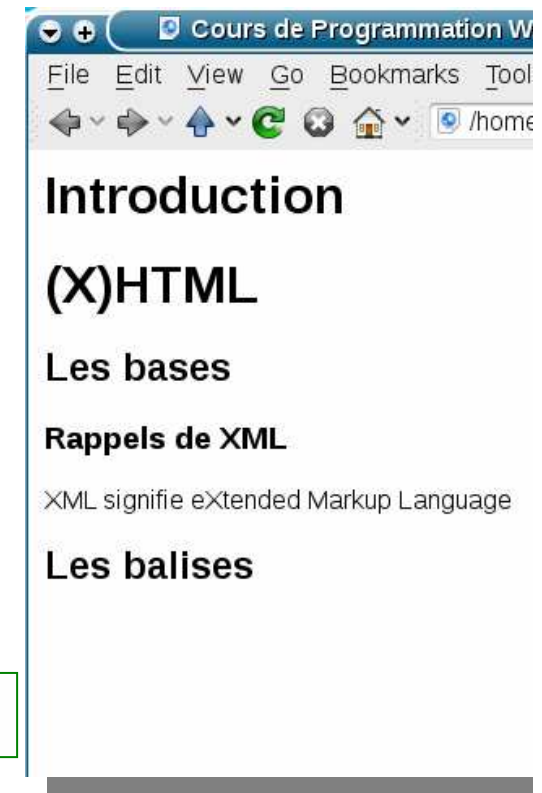 Cours de Programmation W
File Edit View Go Bookmarks Tool
/home
Introduction
(X)HTML
Les bases
Rappels de XML
XML signifie eXtended Markup Language
Les balises